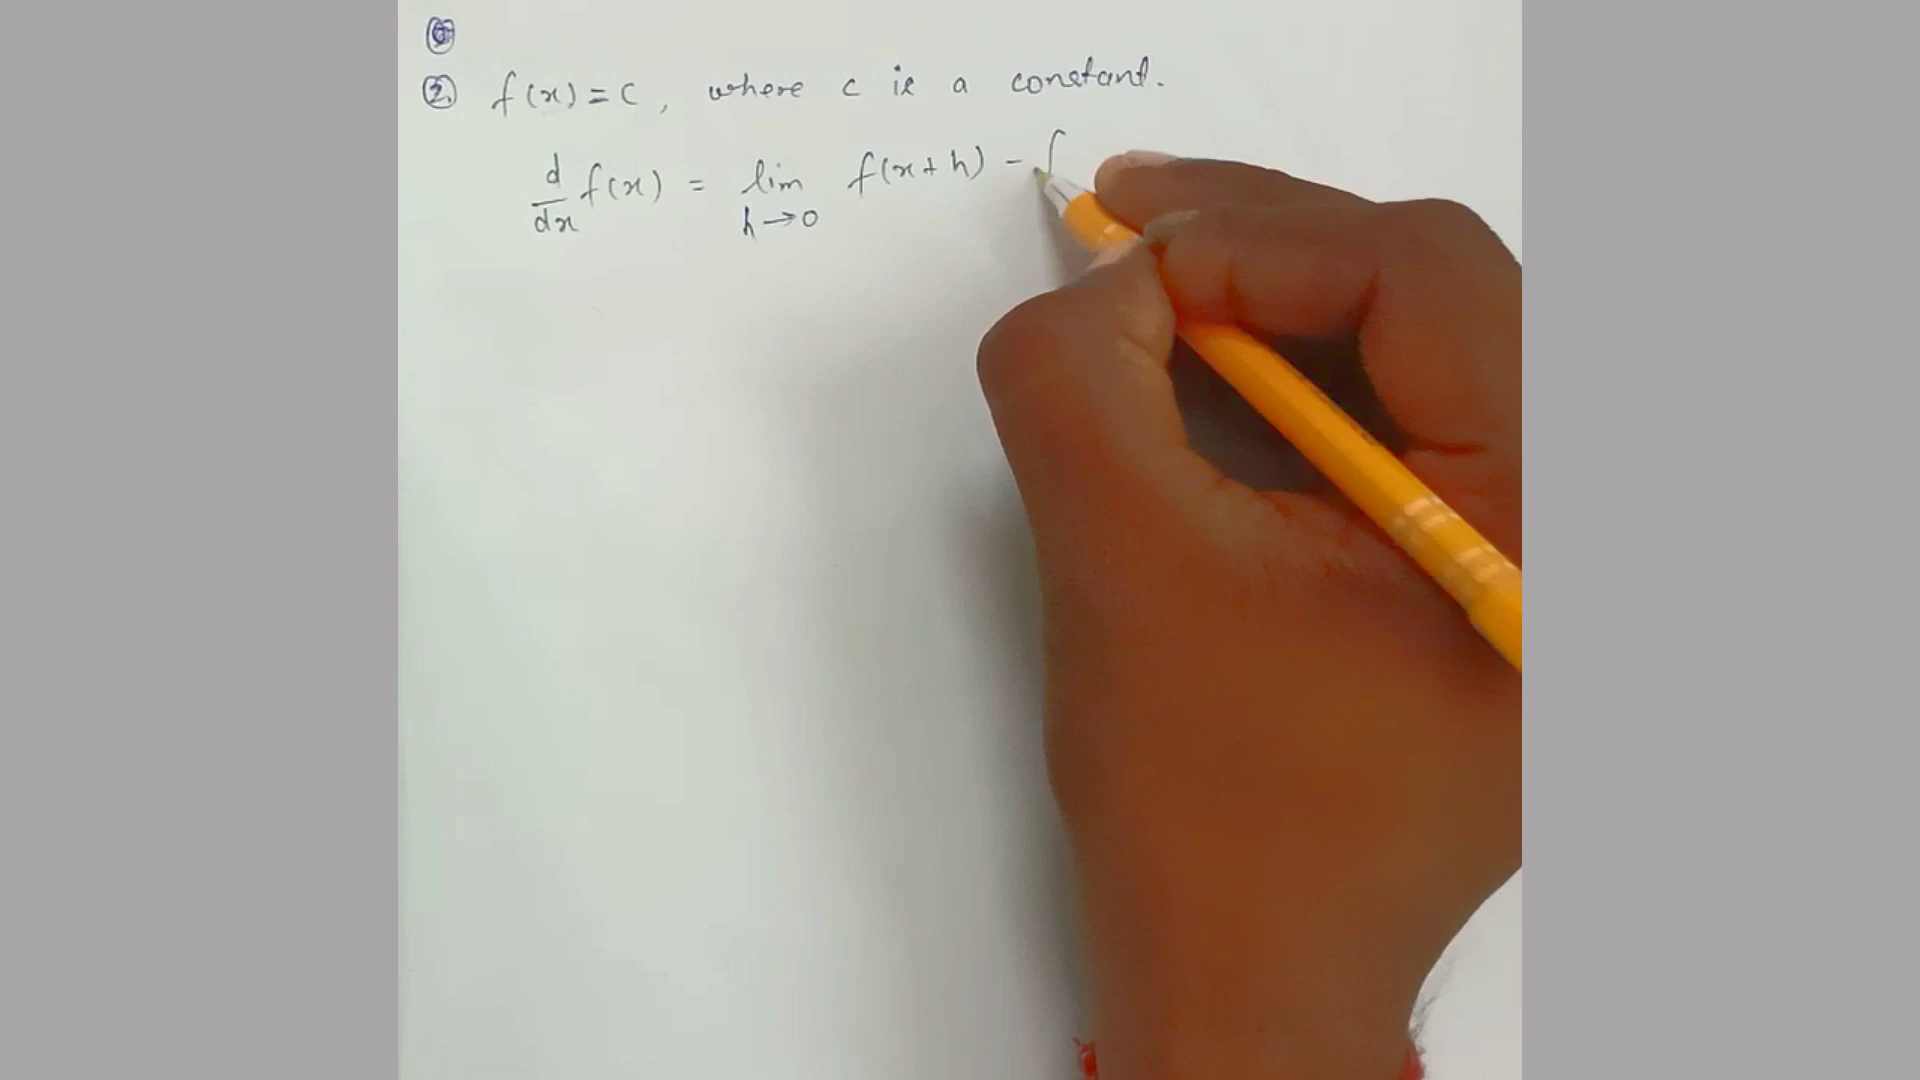 ②. f(x) = c, where c is a constant.
d/dx f(x) = lim h→0 f(x+h) - f